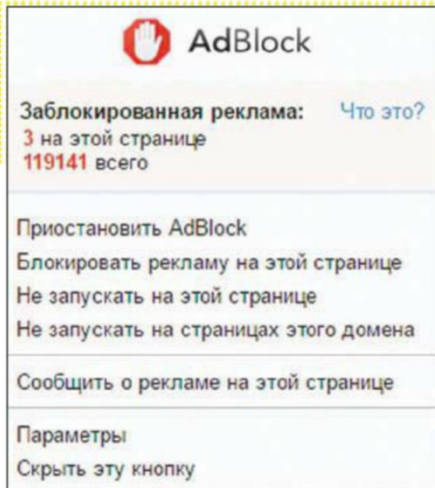 AdBlock
Заблокированная реклама: Что это?
3 на этой странице
119141 всего
Приостановить AdBlock
Блокировать рекламу на этой странице
Не запускать на этой странице
Не запускать на страницах этого домена
Сообщить о рекламе на этой странице
Параметры
Скрыть эту кнопку